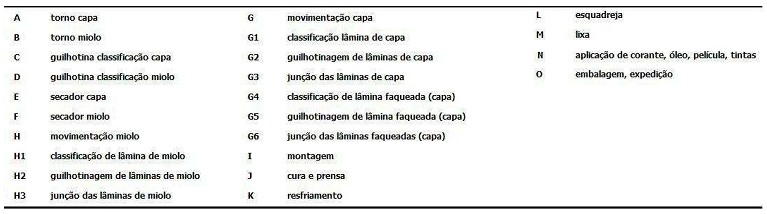 A torno capa
B torno miolo
C guilhotina classificação capa
D guilhotina classificação miolo
E secador capa
F secador miolo
H movimentação miolo
H1 classificação de lâmina de miolo
H2 guilhotinagem de lâminas de miolo
H3 junção das lâminas de miolo
G movimentação capa
G1 classificação lâmina de capa
G2 guilhotinagem de lâminas de capa
G3 junção das lâminas de capa
G4 classificação de lâmina faqueada (capa)
G5 guilhotinagem de lâmina faqueada (capa)
G6 junção das lâminas faqueadas (capa)
I montagem
J cura e prensa
K resfriamento
L esquadreja
M lixa
N aplicação de corante, óleo, película, tintas
O embalagem, expedição